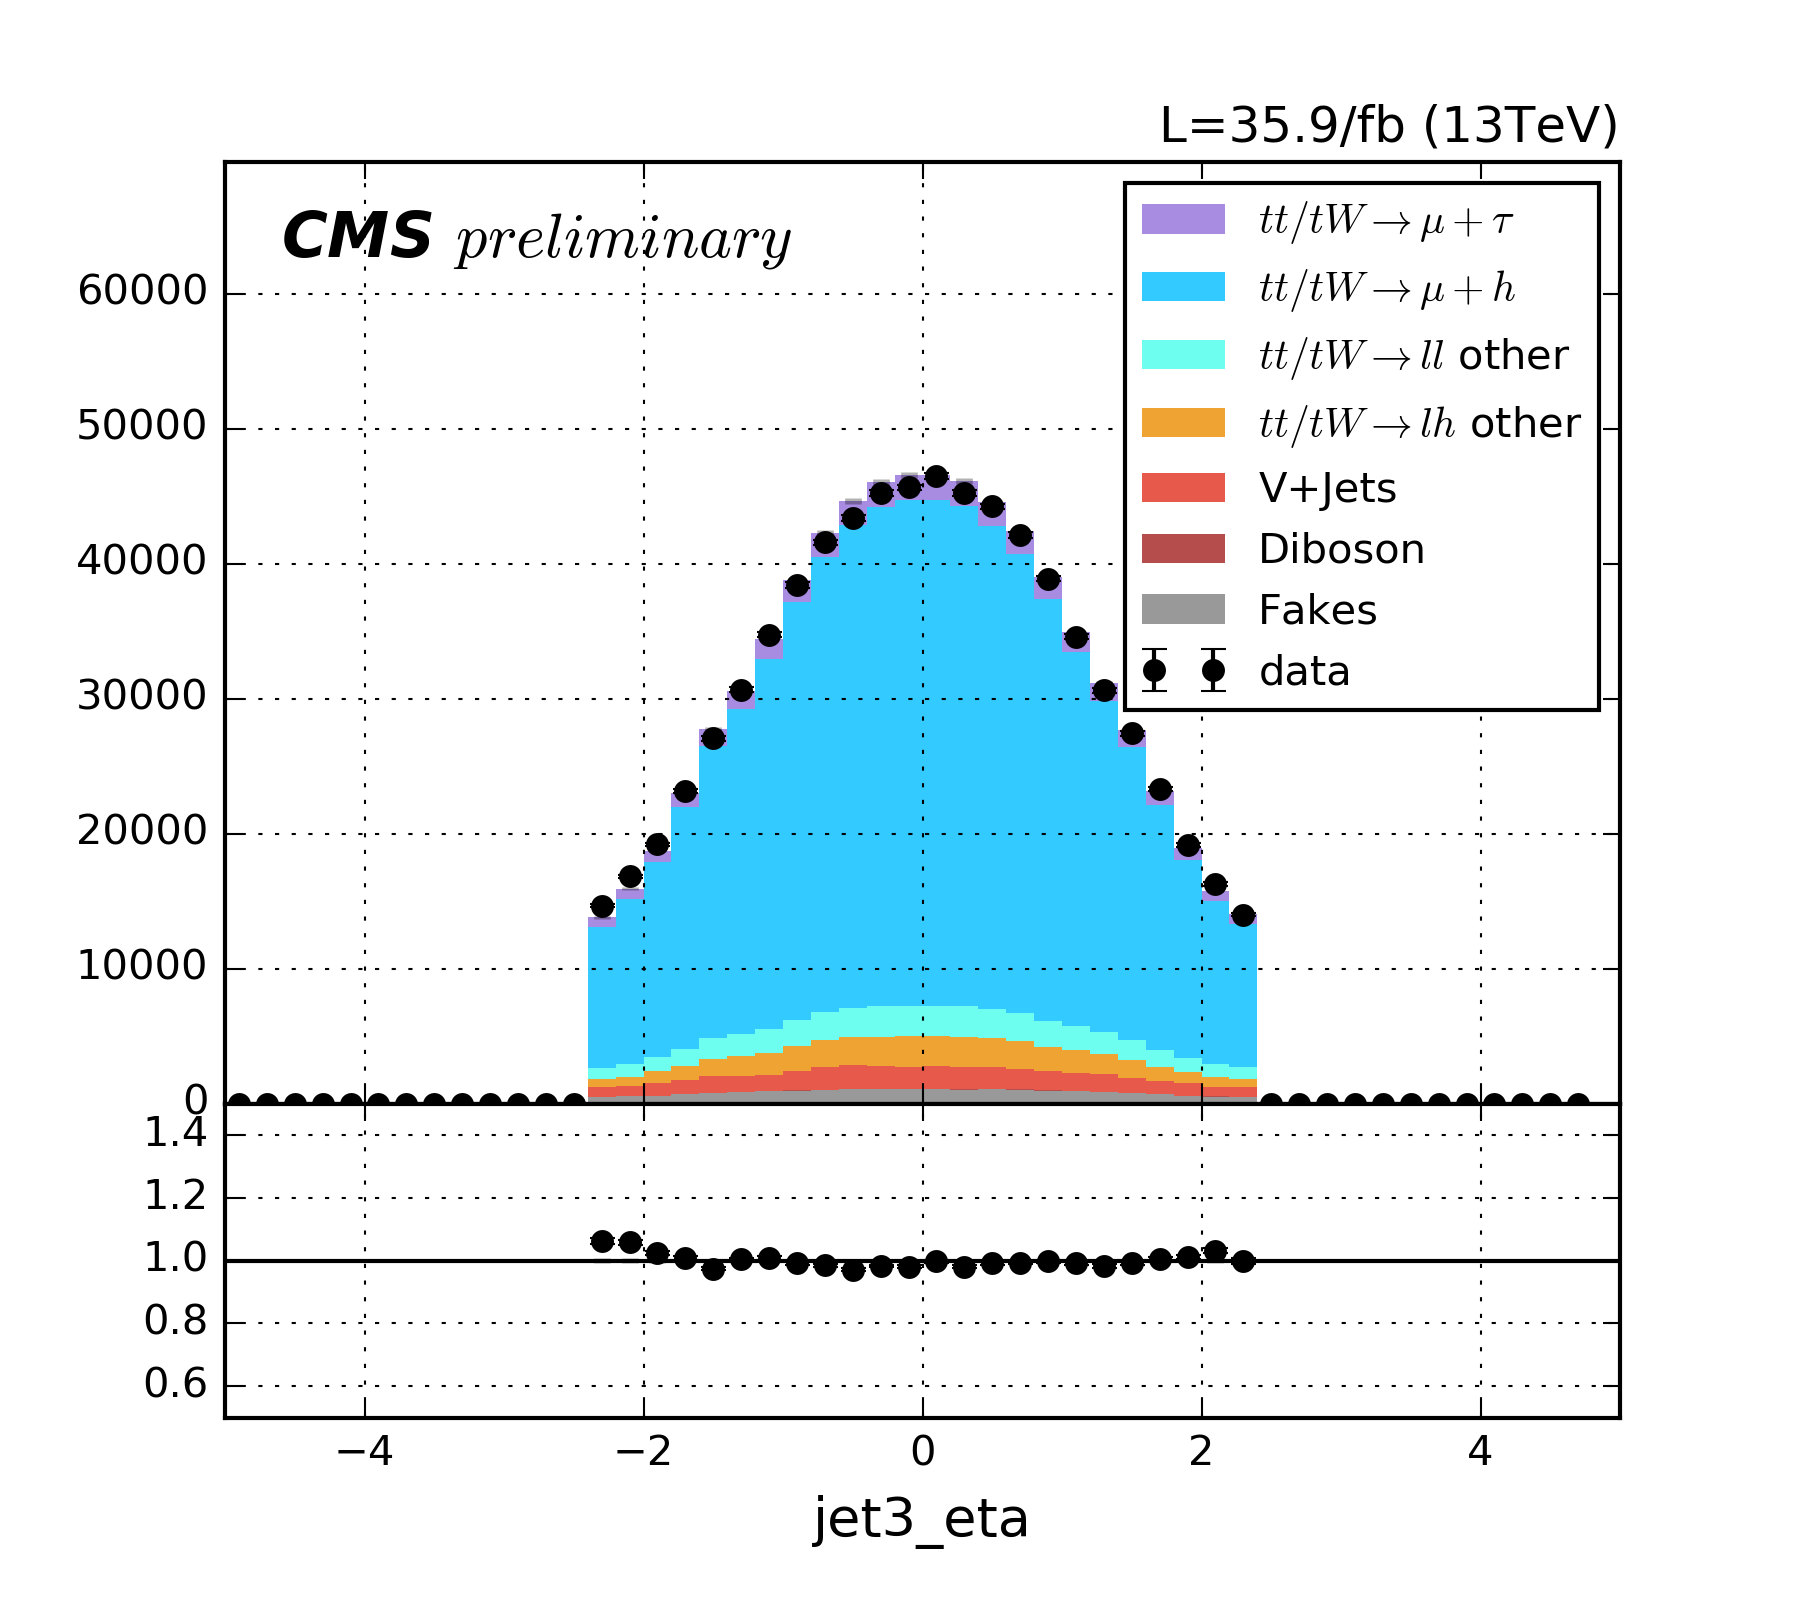 L=35.9/fb (13TeV)
CMS preliminary
tt/tW→μ+τ
tt/tW→μ+h
tt/tW→ll other
tt/tW→lh other
V+Jets
Diboson
Fakes
data
60000
50000
40000
30000
20000
10000
0
1.4
1.2
1.0
0.8
0.6
−4 −2 0 2 4
jet3_eta